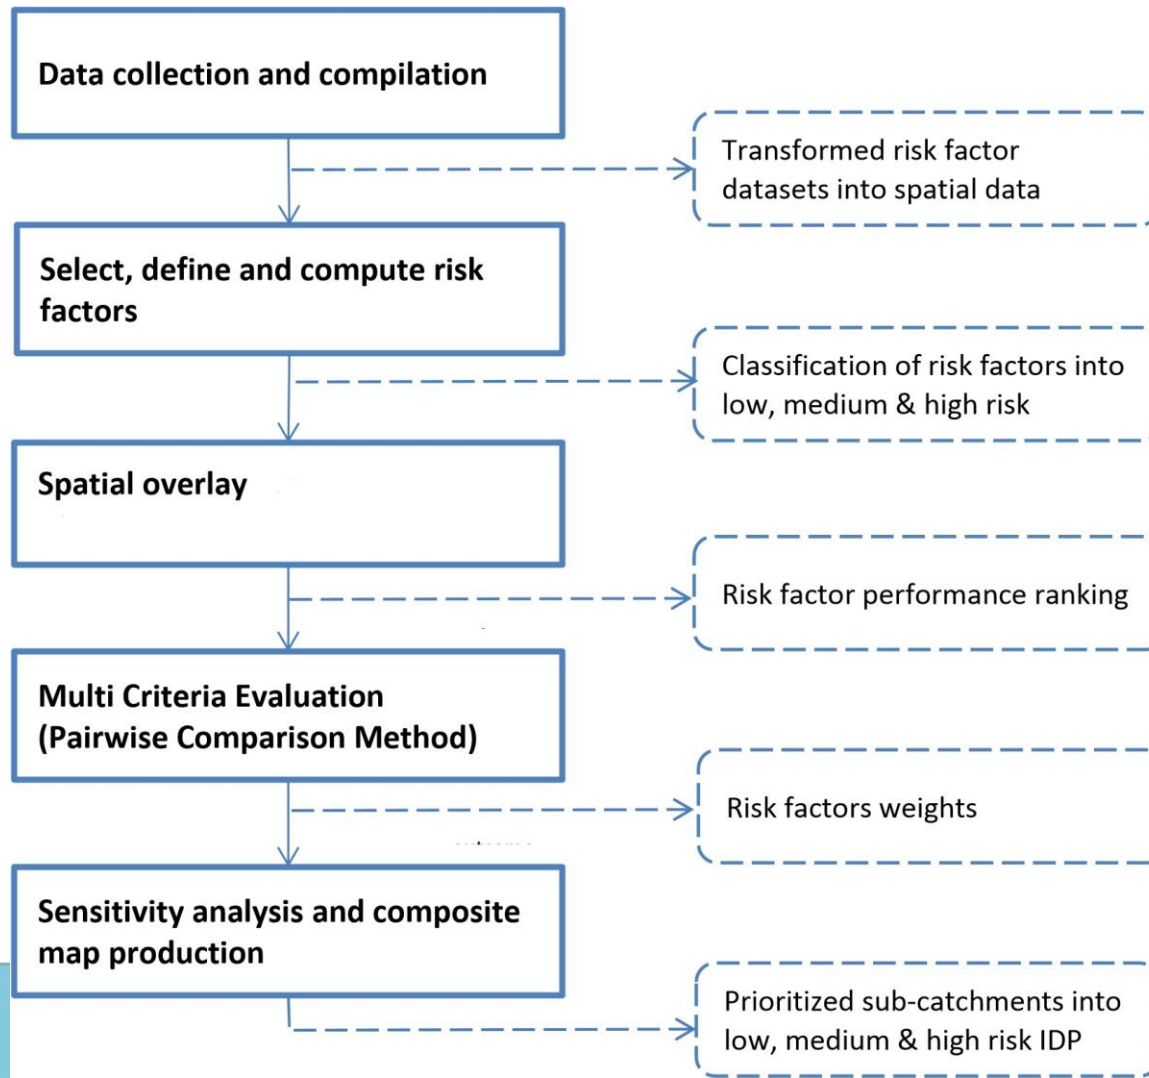 Data collection and compilation
Transformed risk factor
datasets into spatial data
Select, define and compute risk
factors
Classification of risk factors into
low, medium & high risk
Spatial overlay
Risk factor performance ranking
Multi Criteria Evaluation
(Pairwise Comparison Method)
Risk factors weights
Sensitivity analysis and composite
map production
Prioritized sub-catchments into
low, medium & high risk IDP